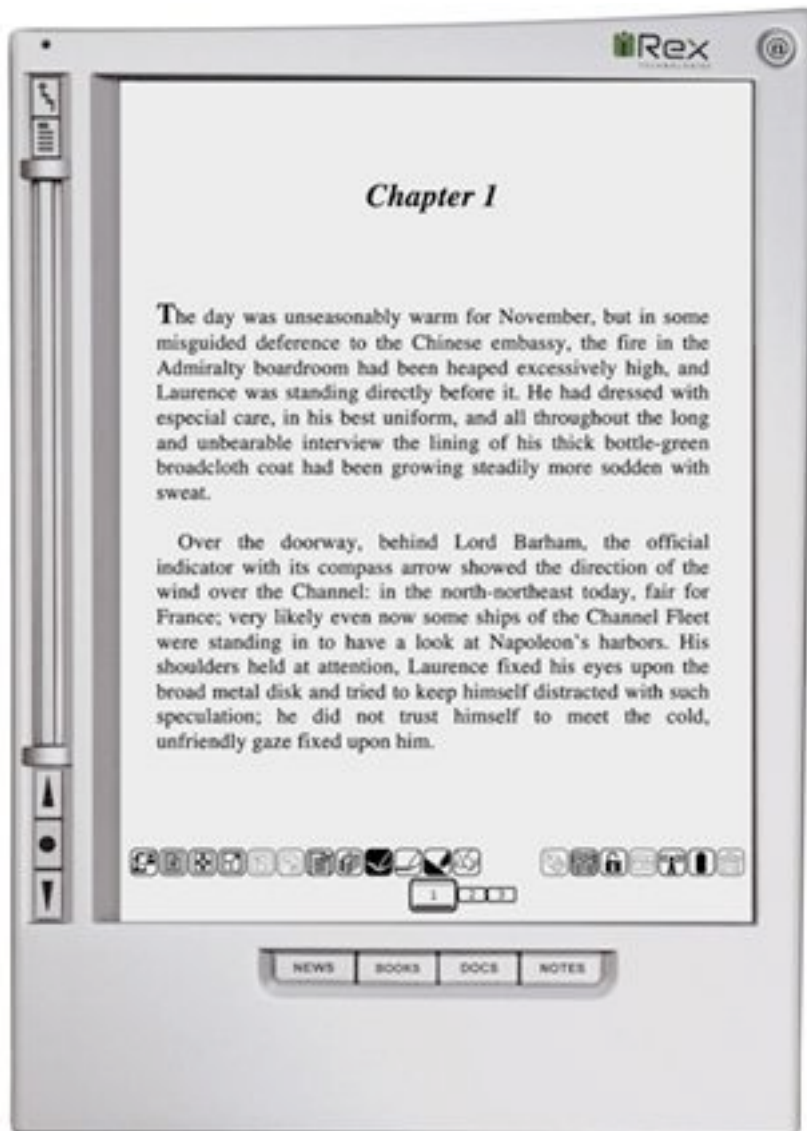 iRex
TECHNOLOGIES
Chapter 1
The day was unseasonably warm for November, but in some
misguided deference to the Chinese embassy, the fire in the
Admiralty boardroom had been heaped excessively high, and
Laurence was standing directly before it. He had dressed with
especial care, in his best uniform, and all throughout the long
and unbearable interview the lining of his thick bottle-green
broadcloth coat had been growing steadily more sodden with
sweat.
Over the doorway, behind Lord Barham, the official
indicator with its compass arrow showed the direction of the
wind over the Channel: in the north-northeast today, fair for
France; very likely even now some ships of the Channel Fleet
were standing in to have a look at Napoleon's harbors. His
shoulders held at attention, Laurence fixed his eyes upon the
broad metal disk and tried to keep himself distracted with such
speculation; he did not trust himself to meet the cold,
unfriendly gaze fixed upon him.
1 2 3
NEWS BOOKS DOCS NOTES